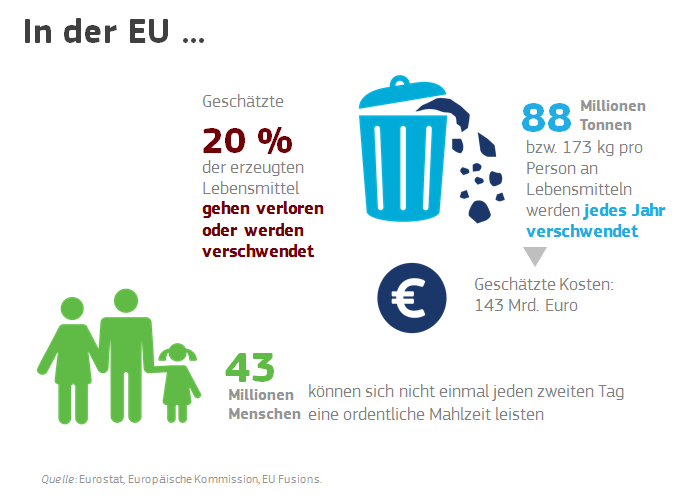 In der EU ...
Geschätzte
20 %
der erzeugten
Lebensmittel
gehen verloren
oder werden
verschwendet
88 Millionen
Tonnen
bzw. 173 kg pro
Person an
Lebensmitteln
werden jedes Jahr
verschwendet
€
Geschätzte Kosten:
143 Mrd. Euro
43
Millionen
Menschen
können sich nicht einmal jeden zweiten Tag
eine ordentliche Mahlzeit leisten
Quelle: Eurostat, Europäische Kommission, EU Fusions.